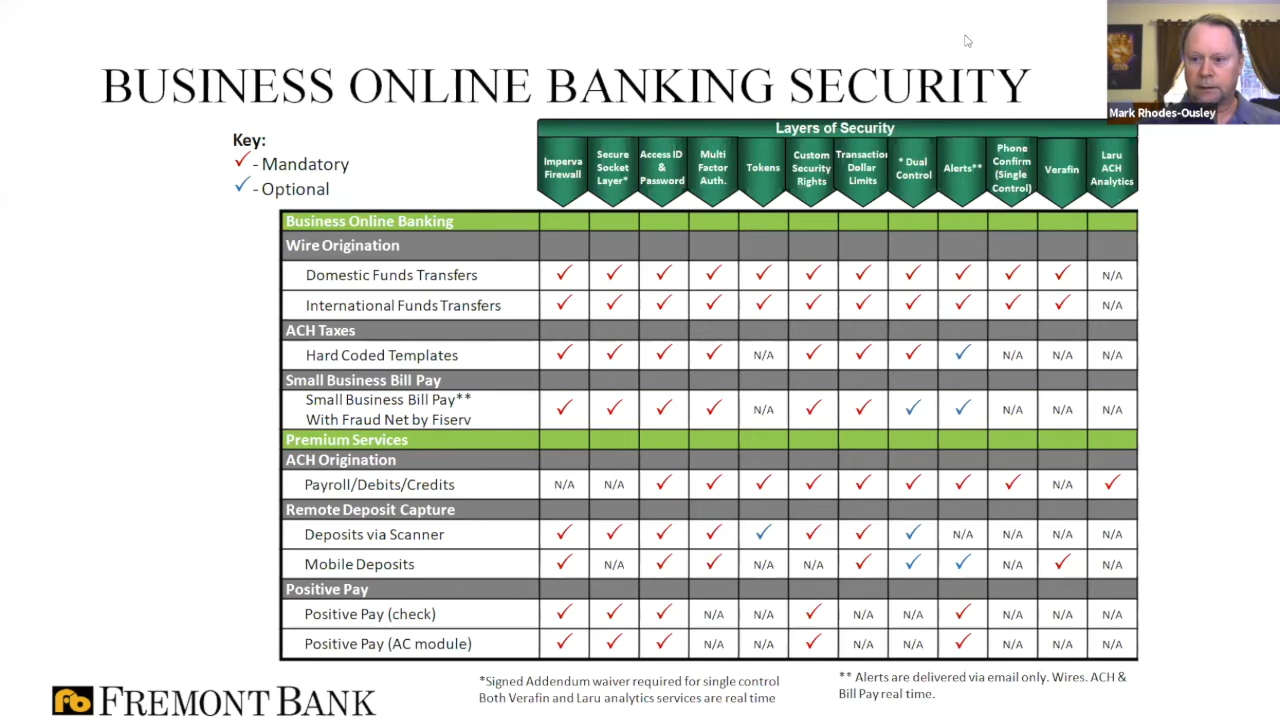 BUSINESS ONLINE BANKING SECURITY
Mark Rhodes-Ousley
Key:
✓ - Mandatory
✓ - Optional
Layers of Security
Imperva Firewall
Secure Socket Layer*
Access ID & Password
Multi Factor Auth.
Tokens
Custom Security Rights
Transaction Dollar Limits
* Dual Control
Alerts**
Phone Confirm (Single Control)
Verafin
Laru ACH Analytics
Business Online Banking
Wire Origination
Domestic Funds Transfers ✓ ✓ ✓ ✓ ✓ ✓ ✓ ✓ ✓ ✓ ✓ N/A
International Funds Transfers ✓ ✓ ✓ ✓ ✓ ✓ ✓ ✓ ✓ ✓ ✓ N/A
ACH Taxes
Hard Coded Templates ✓ ✓ ✓ ✓ N/A ✓ ✓ ✓ ✓ N/A N/A N/A
Small Business Bill Pay
Small Business Bill Pay**
With Fraud Net by Fiserv ✓ ✓ ✓ ✓ N/A ✓ ✓ ✓ ✓ N/A N/A N/A
Premium Services
ACH Origination
Payroll/Debits/Credits N/A N/A ✓ ✓ ✓ ✓ ✓ ✓ ✓ ✓ N/A ✓
Remote Deposit Capture
Deposits via Scanner ✓ ✓ ✓ ✓ ✓ ✓ ✓ ✓ N/A N/A N/A N/A
Mobile Deposits ✓ N/A ✓ ✓ N/A N/A ✓ ✓ ✓ N/A ✓ N/A
Positive Pay
Positive Pay (check) ✓ ✓ ✓ N/A N/A ✓ N/A N/A ✓ N/A N/A N/A
Positive Pay (AC module) ✓ ✓ ✓ N/A N/A ✓ N/A N/A ✓ N/A N/A N/A
*Signed Addendum waiver required for single control
Both Verafin and Laru analytics services are real time
** Alerts are delivered via email only. Wires. ACH &
Bill Pay real time.
FREMONT BANK